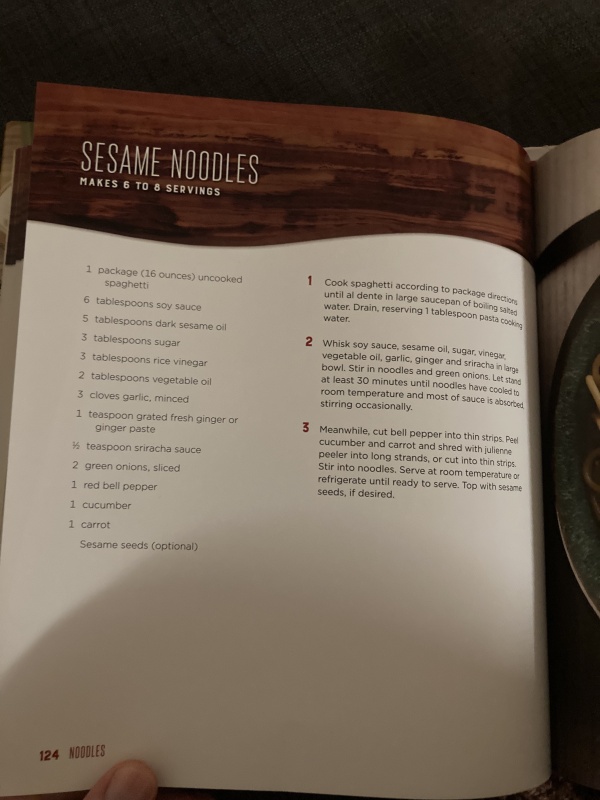 SESAME NOODLES
MAKES 6 TO 8 SERVINGS
1 package (16 ounces) uncooked
spaghetti
6 tablespoons soy sauce
5 tablespoons dark sesame oil
3 tablespoons sugar
3 tablespoons rice vinegar
2 tablespoons vegetable oil
3 cloves garlic, minced
1 teaspoon grated fresh ginger or
ginger paste
½ teaspoon sriracha sauce
2 green onions, sliced
1 red bell pepper
1 cucumber
1 carrot
Sesame seeds (optional)
1 Cook spaghetti according to package directions
until al dente in large saucepan of boiling salted
water. Drain, reserving 1 tablespoon pasta cooking
water.
2 Whisk soy sauce, sesame oil, sugar, vinegar,
vegetable oil, garlic, ginger and sriracha in large
bowl. Stir in noodles and green onions. Let stand
at least 30 minutes until noodles have cooled to
room temperature and most of sauce is absorbed,
stirring occasionally.
3 Meanwhile, cut bell pepper into thin strips. Peel
cucumber and carrot and shred with julienne
peeler into long strands, or cut into thin strips.
Stir into noodles. Serve at room temperature or
refrigerate until ready to serve. Top with sesame
seeds, if desired.
124 NOODLES